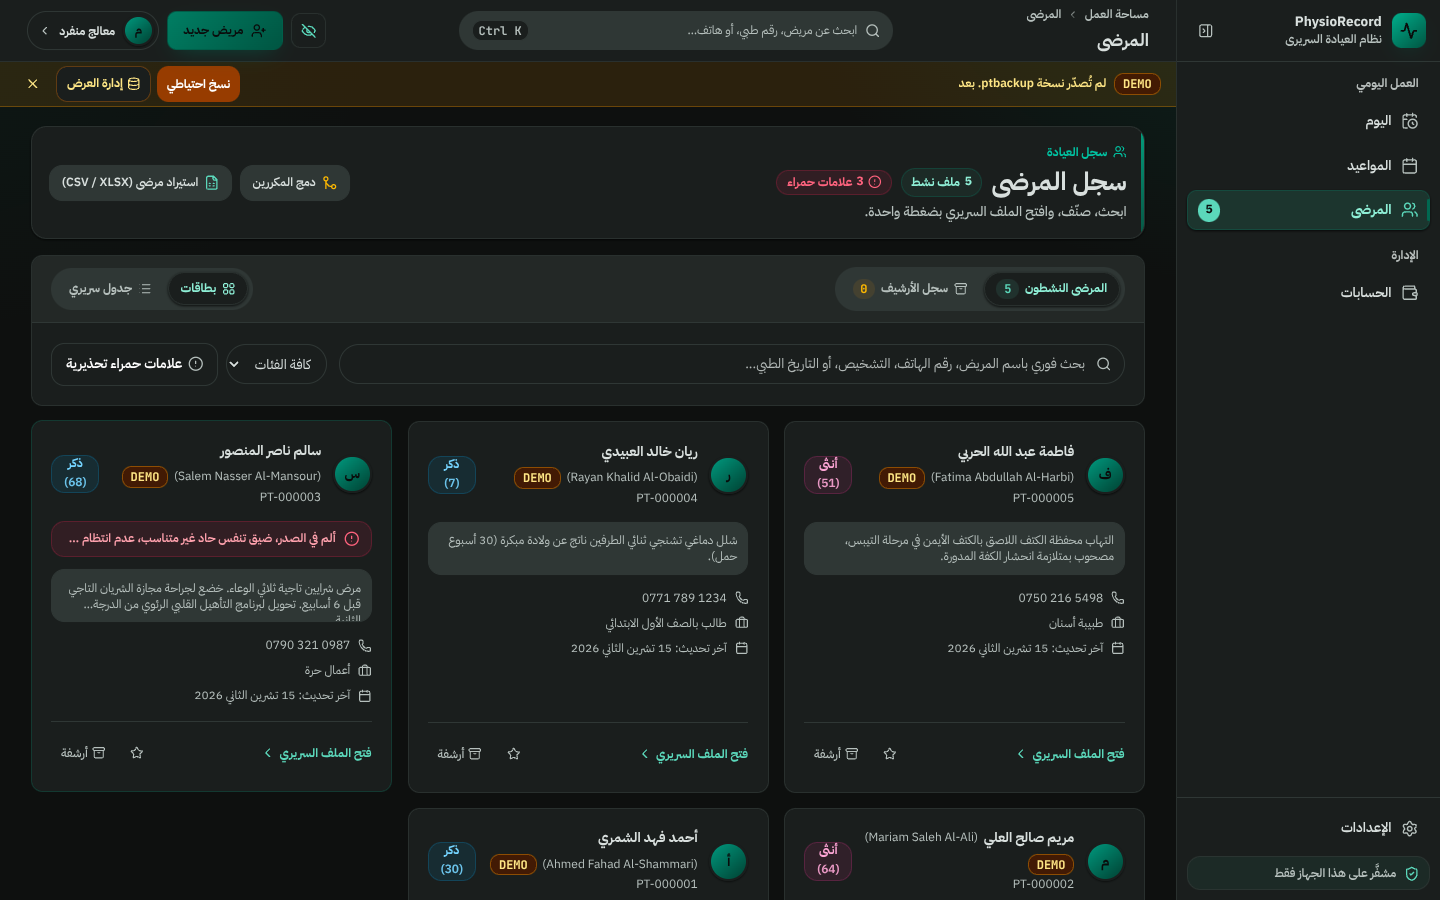 PhysioRecord
نظام العيادة السريري
العمل اليومي
اليوم
المواعيد
المرضى
5
الإدارة
الحسابات
الإعدادات
مشفَّر على هذا الجهاز فقط
مساحة العمل › المرضى
المرضى
ابحث عن مريض، رقم طبي، أو هاتف...
Ctrl K
مريض جديد
م
معالج منفرد
DEMO
لم تُصدّر نسخة .ptbackup بعد
نسخ احتياطي
إدارة العرض
سجل العيادة
سجل المرضى
5 ملف نشط
3 علامات حمراء
ابحث، صنّف، وافتح الملف السريري بضغطة واحدة.
دمج المكررين
استيراد مرضى (CSV / XLSX)
المرضى النشطون 5
سجل الأرشيف 0
بطاقات
جدول سريري
بحث فوري باسم المريض، رقم الهاتف، التشخيص، أو التاريخ الطبي...
كافة الفئات
علامات حمراء تحذيرية
ف
فاطمة عبد الله الحربي
(Fatima Abdullah Al-Harbi)
DEMO
PT-000005
أنثى
(51)
التهاب محفظة الكتف اللاصق بالكتف الأيمن في مرحلة التيبس،
مصحوب بمتلازمة انحشار الكفة المدورة.
0750 216 5498
طبيبة أسنان
آخر تحديث: 15 تشرين الثاني 2026
فتح الملف السريري
أرشفة
ر
ريان خالد العبيدي
(Rayan Khalid Al-Obaidi)
DEMO
PT-000004
ذكر
(7)
شلل دماغي تشنجي ثنائي الطرفين ناتج عن ولادة مبكرة (30 أسبوع
حمل).
0771 789 1234
طالب بالصف الأول الابتدائي
آخر تحديث: 15 تشرين الثاني 2026
فتح الملف السريري
أرشفة
س
سالم ناصر المنصور
(Salem Nasser Al-Mansour)
DEMO
PT-000003
ذكر
(68)
ألم في الصدر، ضيق تنفس حاد غير متناسب، عدم انتظام ...
مرض شرايين تاجية ثلاثي الوعاء. خضع لجراحة مجازة الشريان التاجي
قبل 6 أسابيع. تحويل لبرنامج التأهيل القلبي الرئوي من الدرجة...
الثانية
0790 321 0987
أعمال حرة
آخر تحديث: 15 تشرين الثاني 2026
فتح الملف السريري
أرشفة
م
مريم صالح العلي
(Mariam Saleh Al-Ali)
DEMO
PT-000002
أنثى
(64)
أ
أحمد فهد الشمري
(Ahmed Fahad Al-Shammari)
DEMO
PT-000001
ذكر
(30)